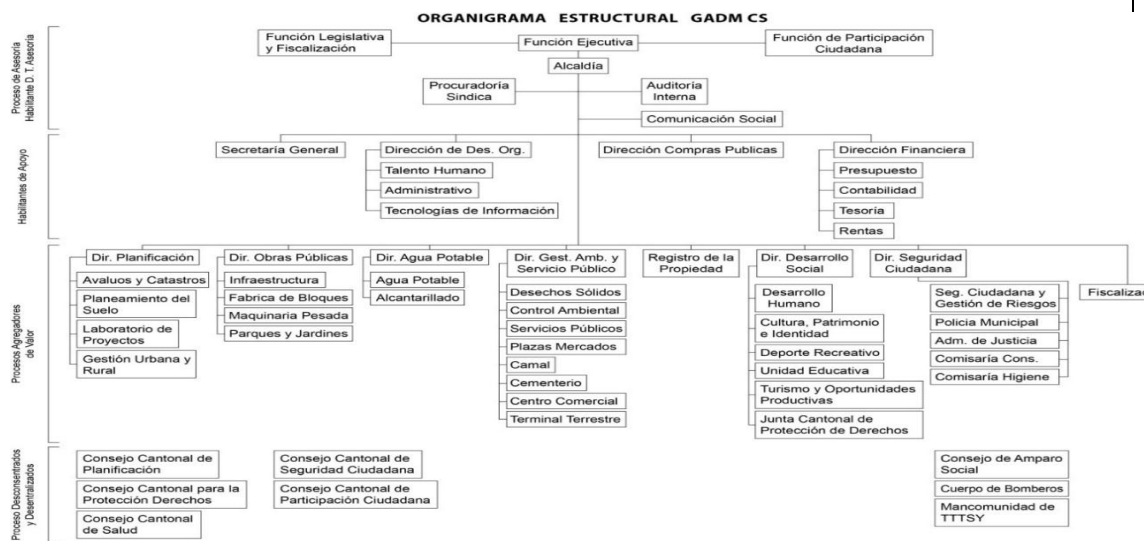 ORGANIGRAMA ESTRUCTURAL GADM CS
Proceso de Asesoría
Habilitante D. T. Asesoría
Función Legislativa
y Fiscalización
Función Ejecutiva
Función de Participación
Ciudadana
Alcaldía
Procuradoría
Sindica
Auditoría
Interna
Comunicación Social
Habilitantes de Apoyo
Secretaría General
Dirección de Des. Org.
Talento Humano
Administrativo
Tecnologías de Información
Dirección Compras Publicas
Dirección Financiera
Presupuesto
Contabilidad
Tesoría
Rentas
Procesos Agregadores
de Valor
Dir. Planificación
Avaluos y Catastros
Planeamiento del
Suelo
Laboratorio de
Proyectos
Gestión Urbana y
Rural
Dir. Obras Públicas
Infraestructura
Fabrica de Bloques
Maquinaria Pesada
Parques y Jardines
Dir. Agua Potable
Agua Potable
Alcantarillado
Dir. Gest. Amb. y
Servicio Público
Desechos Sólidos
Control Ambiental
Servicios Públicos
Plazas Mercados
Camal
Cementerio
Centro Comercial
Terminal Terrestre
Registro de la
Propiedad
Dir. Desarrollo
Social
Desarrollo
Humano
Cultura, Patrimonio
e Identidad
Deporte Recreativo
Unidad Educativa
Turismo y Oportunidades
Productivas
Junta Cantonal de
Protección de Derechos
Dir. Seguridad
Ciudadana
Seg. Ciudadana y
Gestión de Riesgos
Policía Municipal
Adm. de Justicia
Comisaría Cons.
Comisaría Higiene
Fiscalizac
Proceso Desconsentrados
y Desentralizados
Consejo Cantonal de
Planificación
Consejo Cantonal para la
Protección Derechos
Consejo Cantonal
de Salud
Consejo Cantonal de
Seguridad Ciudadana
Consejo Cantonal de
Participación Ciudadana
Consejo de Amparo
Social
Cuerpo de Bomberos
Mancomunidad de
TTTSY